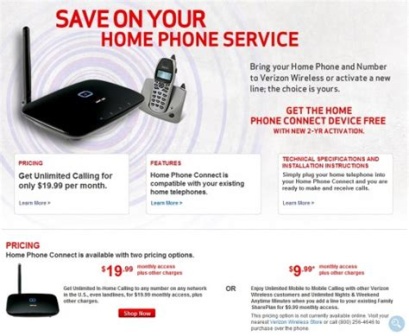 SAVE ON YOUR
HOME PHONE SERVICE
Bring your Home Phone and Number
to Verizon Wireless or activate a new
line; the choice is yours.
GET THE HOME
PHONE CONNECT DEVICE FREE
WITH NEW 2-YR ACTIVATION.
PRICING
Get Unlimited Calling for
only $19.99 per month.
Learn More >
FEATURES
Home Phone Connect is
compatible with your existing
home telephones.
Learn More >
TECHNICAL SPECIFICATIONS AND
INSTALLATION INSTRUCTIONS
Simply plug your home telephone into
your Home Phone Connect and you are
ready to make and receive calls.
Learn More >
PRICING
Home Phone Connect is available with two pricing options.
$19.99 monthly access
plus other charges
Get Unlimited In-Home Calling to any number on any network
in the U.S., even landlines, for $19.99 monthly access, plus
other charges.
Shop Now
OR
$9.99* monthly access
plus other charges
Enjoy Unlimited Mobile to Mobile Calling with other Verizon
Wireless customers and Unlimited Nights & Weekend
Anytime Minutes when you add a line to your existing Family
SharePlan for $9.99 monthly access.
This pricing option is not currently available online. Visit your
nearest Verizon Wireless Store or call (800) 256-4646 to
purchase over the phone